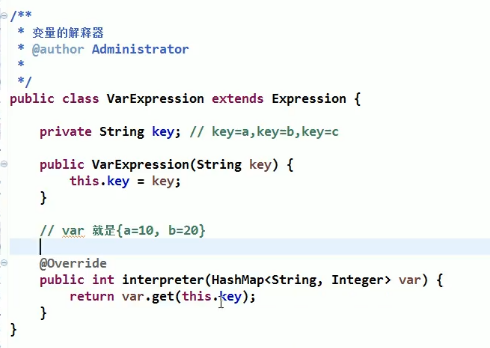 /**
 * 变量的解释器
 * @author Administrator
 *
 */
public class VarExpression extends Expression {
private String key; // key=a,key=b,key=c
public VarExpression(String key) {
this.key = key;
}
// var 就是{a=10, b=20}
@Override
public int interpreter(HashMap<String, Integer> var) {
return var.get(this.key);
}
}